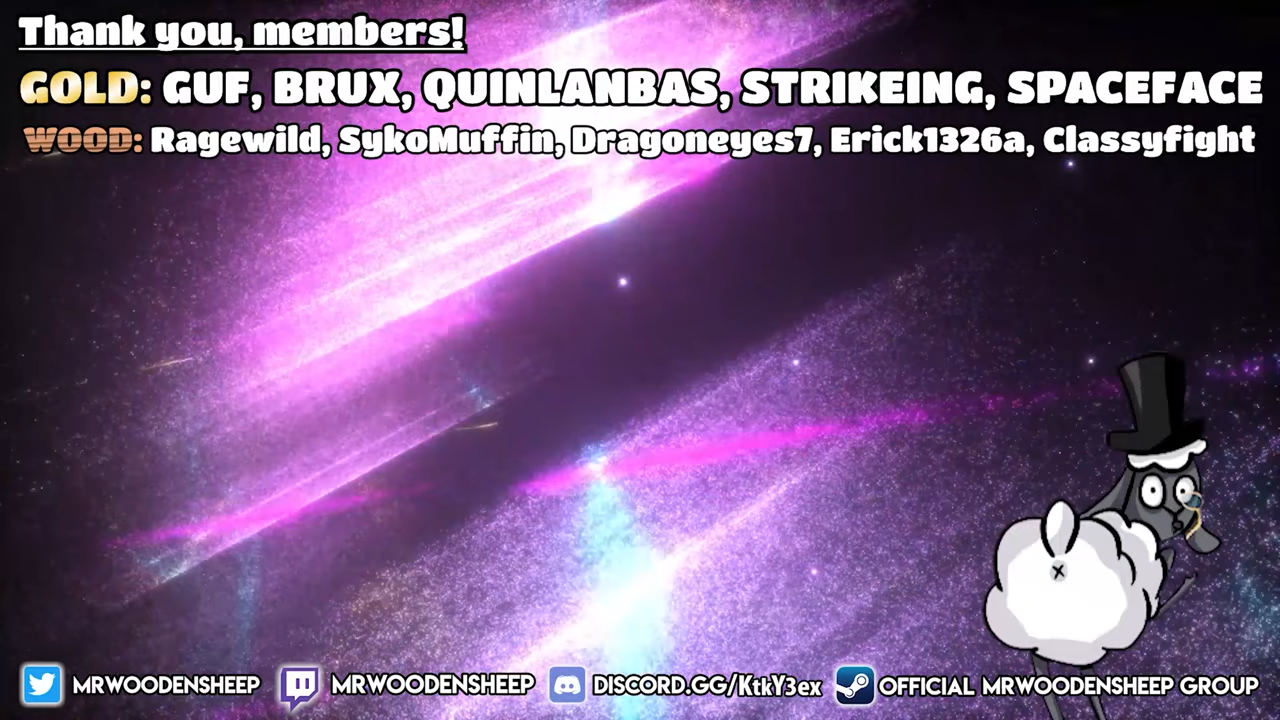 Thank you, members!
GOLD: GUF, BRUX, QUINLANBAS, STRIKEING, SPACEFACE
WOOD: Ragewild, SykoMuffin, Dragoneyes7, Erick1326a, Classyfight
MRWOODENSHEEP MRWOODENSHEEP DISCORD.GG/KtkY3ex OFFICIAL MRWOODENSHEEP GROUP